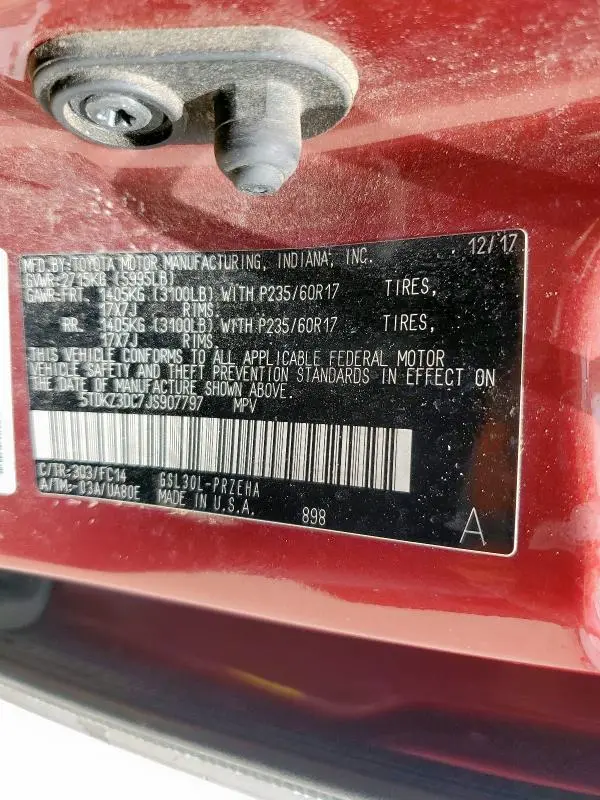 MFD.BY:TOYOTA MOTOR MANUFACTURING, INDIANA, INC. 12/17
GVWR:2715KG (5995LB)
GAWR-FRT. 1405KG (3100LB) WITH P235/60R17 TIRES,
17X7J RIMS.
RR. 1405KG (3100LB) WITH P235/60R17 TIRES,
17X7J RIMS.
THIS VEHICLE CONFORMS TO ALL APPLICABLE FEDERAL MOTOR
VEHICLE SAFETY AND THEFT PREVENTION STANDARDS IN EFFECT ON
THE DATE OF MANUFACTURE SHOWN ABOVE.
5TDKZ3DC7JS907797 MPV
C/TR:3Q3/FC14 GSL30L-PRZEHA
A/TM:-03A/UA80E MADE IN U.S.A. 898 A